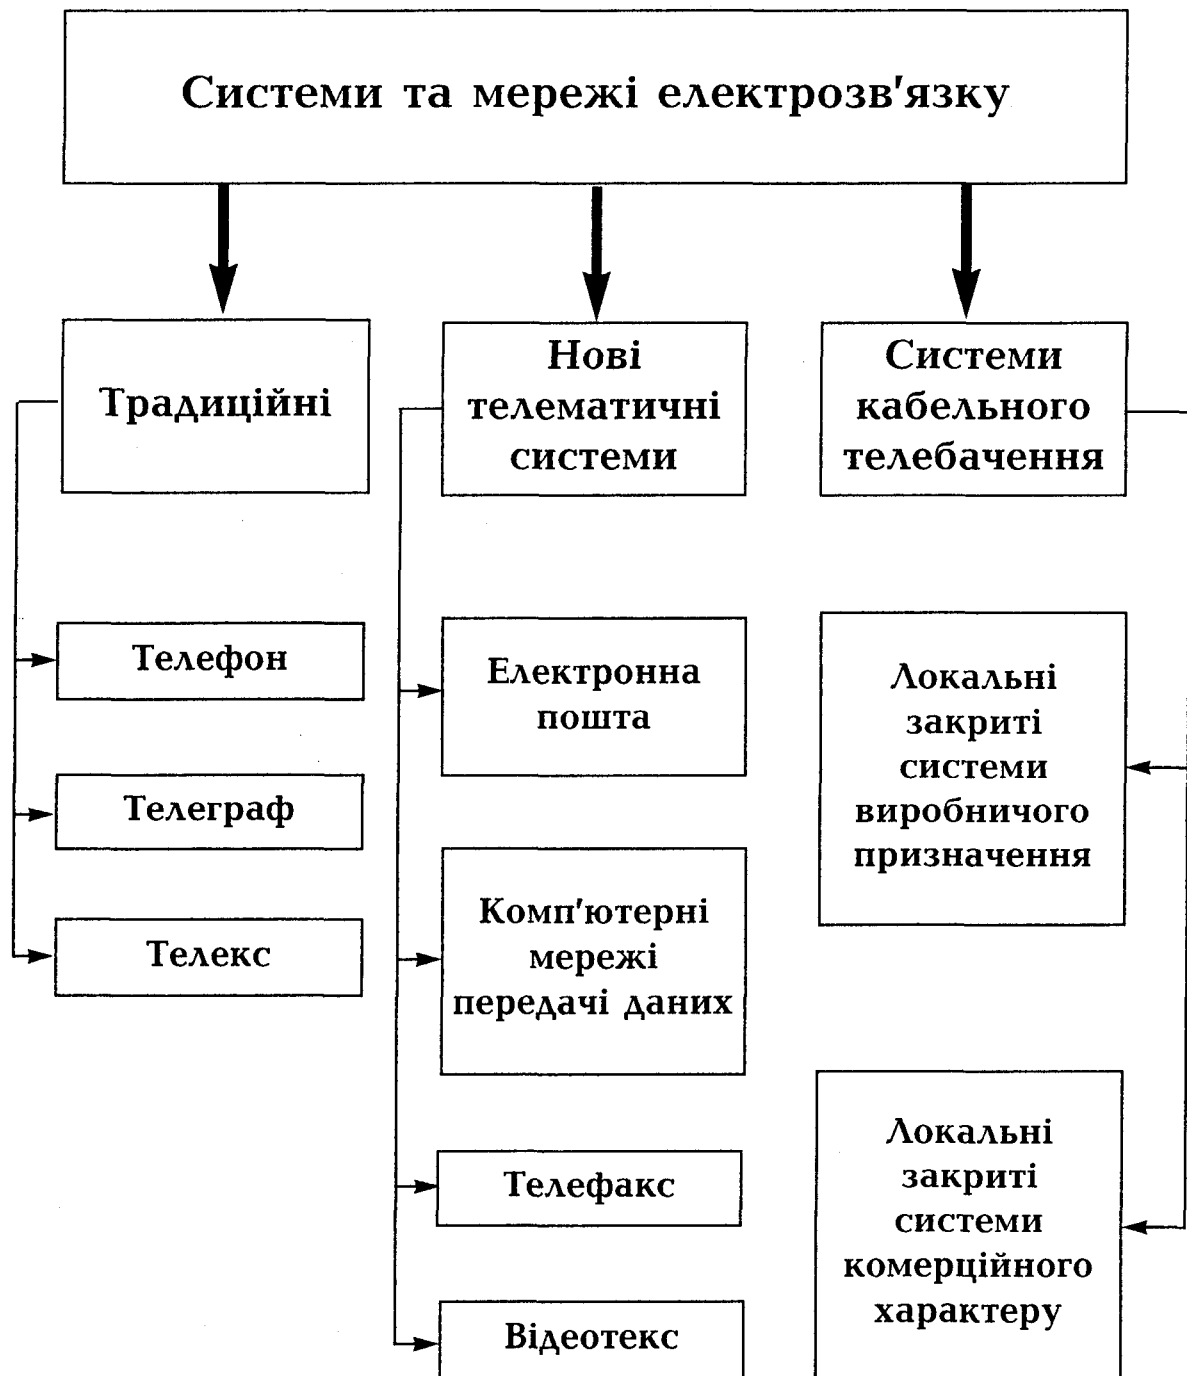 Системи та мережі електрозв'язку
Традиційні
Нові
телематичні
системи
Системи
кабельного
телебачення
Телефон
Телеграф
Телекс
Електронна
пошта
Комп'ютерні
мережі
передачі даних
Телефакс
Відеотекс
Локальні
закриті
системи
виробничого
призначення
Локальні
закриті
системи
комерційного
характеру